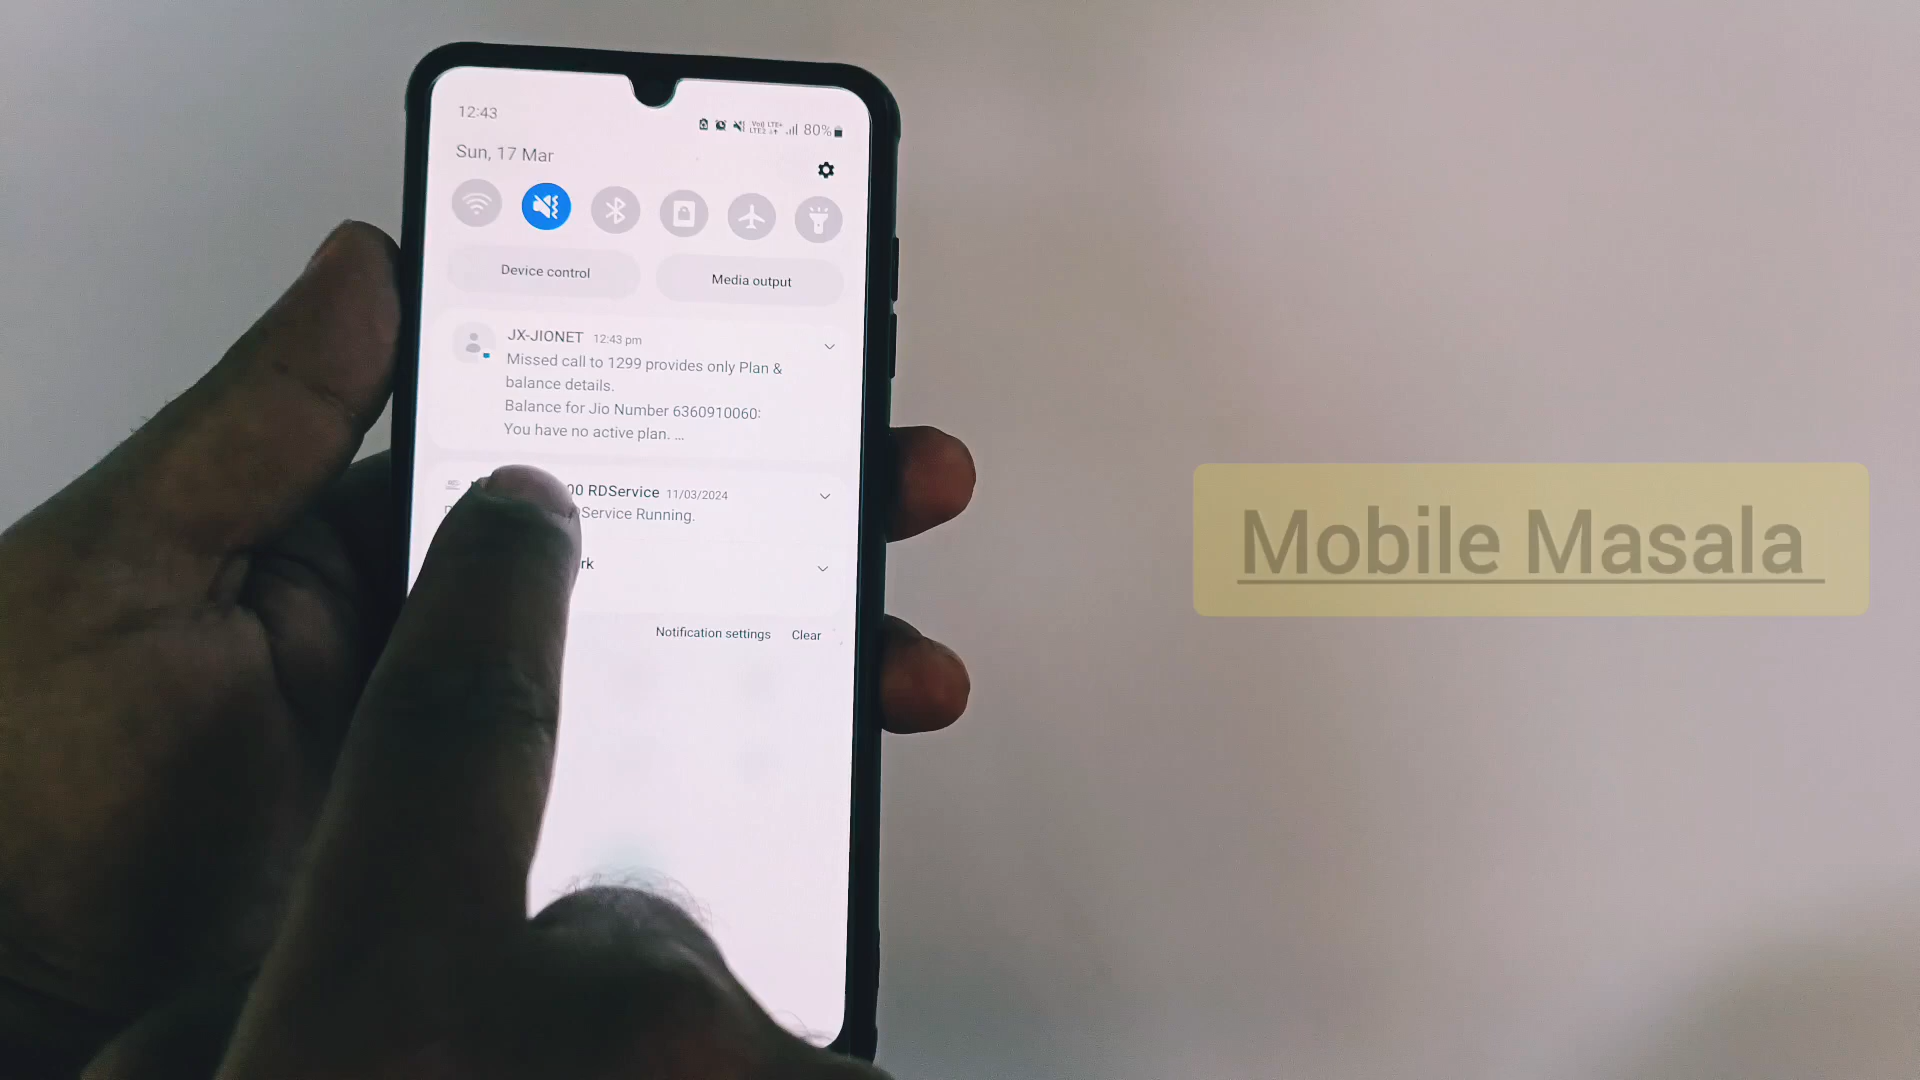 12:43
80%
Sun, 17 Mar
Device control
Media output
JX-JIONET 12:43 pm
Missed call to 1299 provides only Plan &
balance details.
Balance for Jio Number 6360910060:
You have no active plan. ...
00 RDService 11/03/2024
Service Running.
Notification settings Clear
Mobile Masala